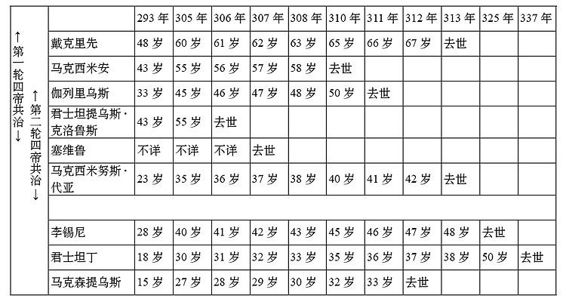 293 年 305 年 306 年 307 年 308 年 310 年 311 年 312 年 313 年 325 年 337 年
↑第一轮四帝共治↓
↑第二轮四帝共治↓
戴克里先 48 岁 60 岁 61 岁 62 岁 63 岁 65 岁 66 岁 67 岁 去世
马克西米安 43 岁 55 岁 56 岁 57 岁 58 岁 去世
伽列里乌斯 33 岁 45 岁 46 岁 47 岁 48 岁 50 岁 去世
君士坦提乌斯·
克洛鲁斯 43 岁 55 岁 去世
塞维鲁 不详 不详 不详 去世
马克西米努斯·
代亚 23 岁 35 岁 36 岁 37 岁 38 岁 40 岁 41 岁 42 岁 去世
李锡尼 28 岁 40 岁 41 岁 42 岁 43 岁 45 岁 46 岁 47 岁 48 岁 去世
君士坦丁 18 岁 30 岁 31 岁 32 岁 33 岁 35 岁 36 岁 37 岁 38 岁 50 岁 去世
马克森提乌斯 15 岁 27 岁 28 岁 29 岁 30 岁 32 岁 33 岁 去世